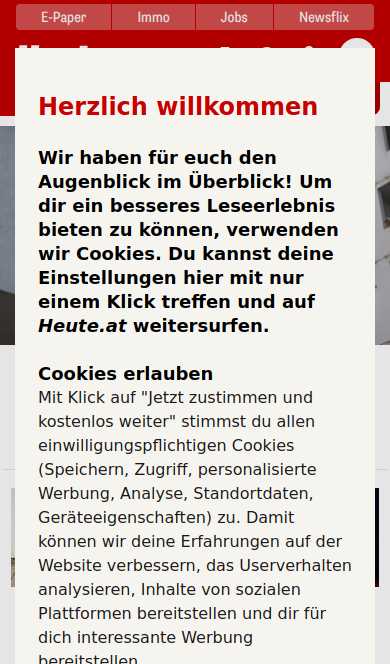 E-Paper
Immo
Jobs
Newsflix
Herzlich willkommen
Wir haben für euch den
Augenblick im Überblick! Um
dir ein besseres Leseerlebnis
bieten zu können, verwenden
wir Cookies. Du kannst deine
Einstellungen hier mit nur
einem Klick treffen und auf
Heute.at weitersurfen.
Cookies erlauben
Mit Klick auf "Jetzt zustimmen und
kostenlos weiter" stimmst du allen
einwilligungspflichtigen Cookies
(Speichern, Zugriff, personalisierte
Werbung, Analyse, Standortdaten,
Geräteeigenschaften) zu. Damit
können wir deine Erfahrungen auf der
Website verbessern, das Userverhalten
analysieren, Inhalte von sozialen
Plattformen bereitstellen und dir für
dich interessante Werbung
bereitstellen